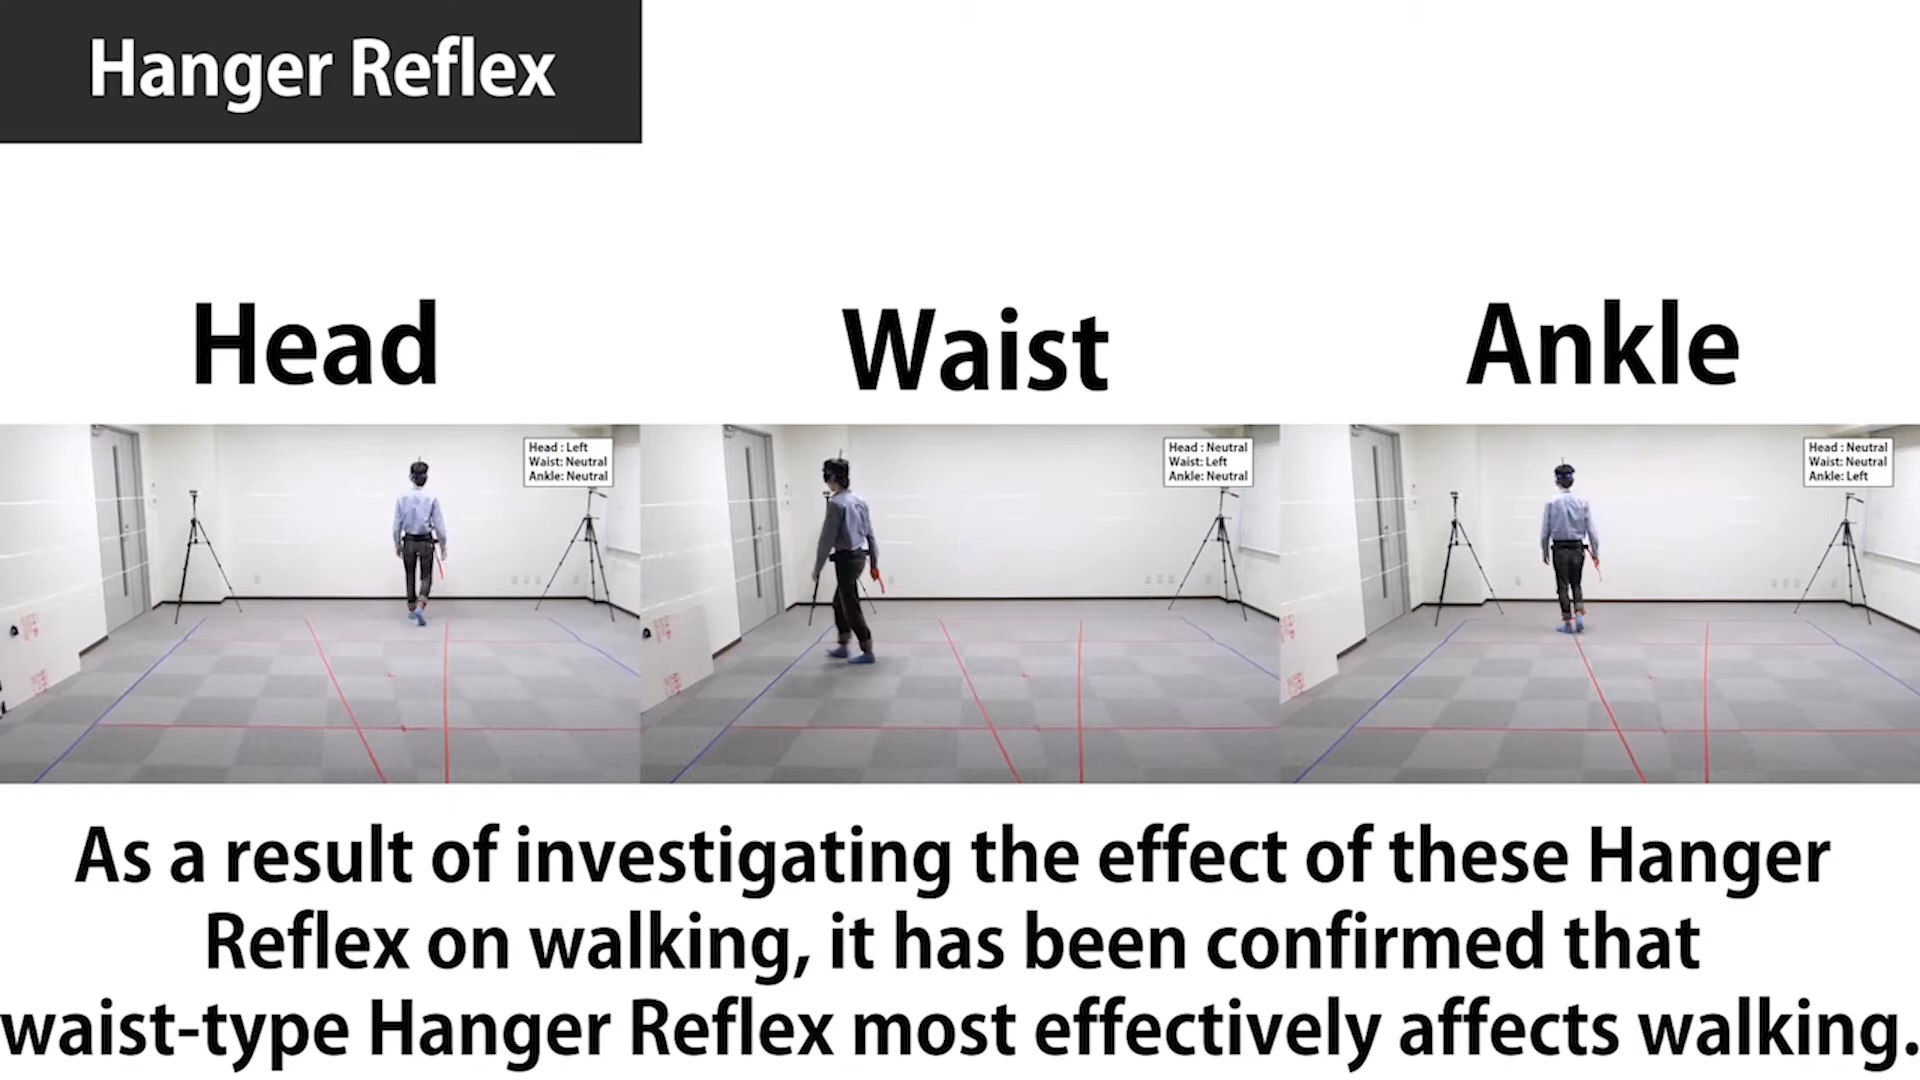 Hanger Reflex
Head
Waist
Ankle
Head : Left
Waist: Neutral
Ankle: Neutral
Head : Neutral
Waist: Left
Ankle: Neutral
Head : Neutral
Waist: Neutral
Ankle: Left
As a result of investigating the effect of these Hanger
Reflex on walking, it has been confirmed that
waist-type Hanger Reflex most effectively affects walking.